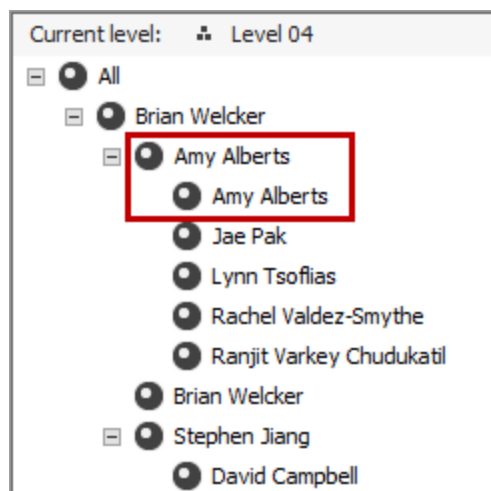 Current level: Level 04
All
Brian Welcker
Amy Alberts
Amy Alberts
Jae Pak
Lynn Tsoflias
Rachel Valdez-Smythe
Ranjit Varkey Chudukatil
Brian Welcker
Stephen Jiang
David Campbell